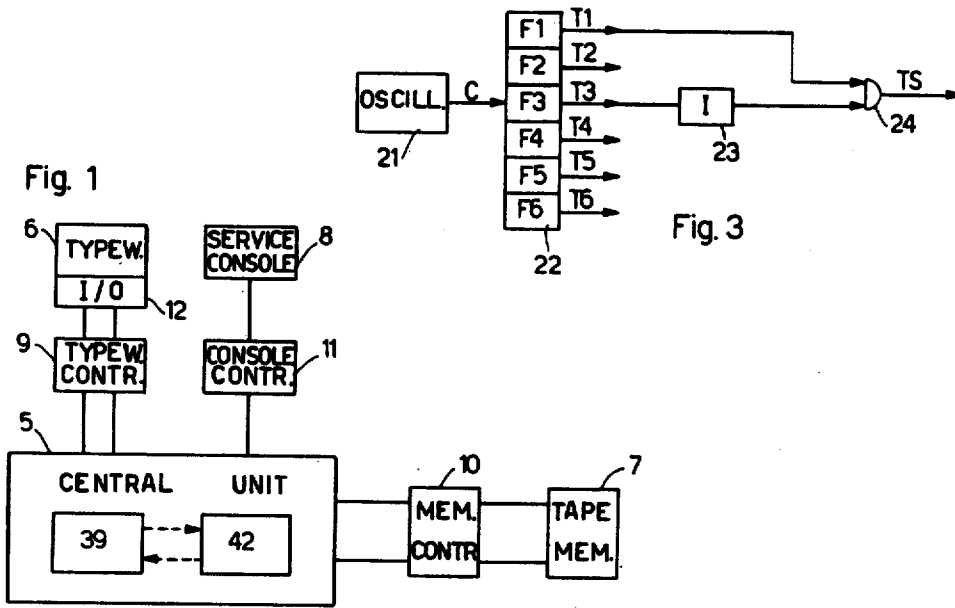 F1 T1
F2 T2
OSCILL. C F3 T3 I TS
21 F4 T4 23 24
F5 T5
F6 T6
22
Fig. 3
Fig. 1
6 TYPEW.
I/O 12
SERVICE
CONSOLE 8
9 TYPEW.
CONTR.
CONSOLE
CONTR. 11
5
CENTRAL UNIT
39 42
10
MEM.
CONTR
7
TAPE
MEM.